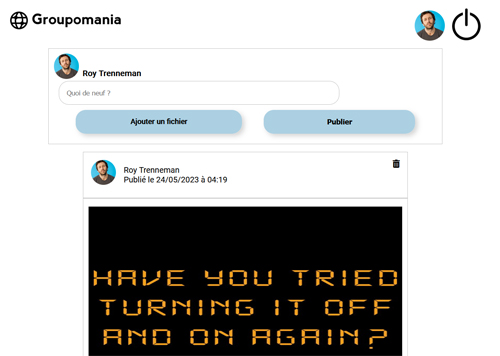 Groupomania
Roy Trenneman
Quoi de neuf ?
Ajouter un fichier
Publier
Roy Trenneman
Publié le 24/05/2023 à 04:19
HAVE YOU TRIED
TURNING IT OFF
AND ON AGAIN?